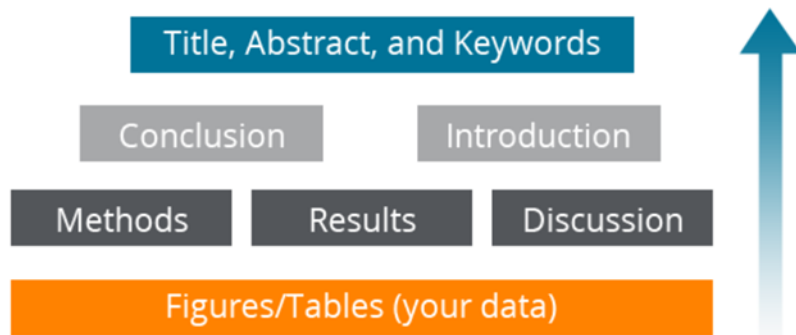 Title, Abstract, and Keywords
Conclusion
Introduction
Methods
Results
Discussion
Figures/Tables (your data)